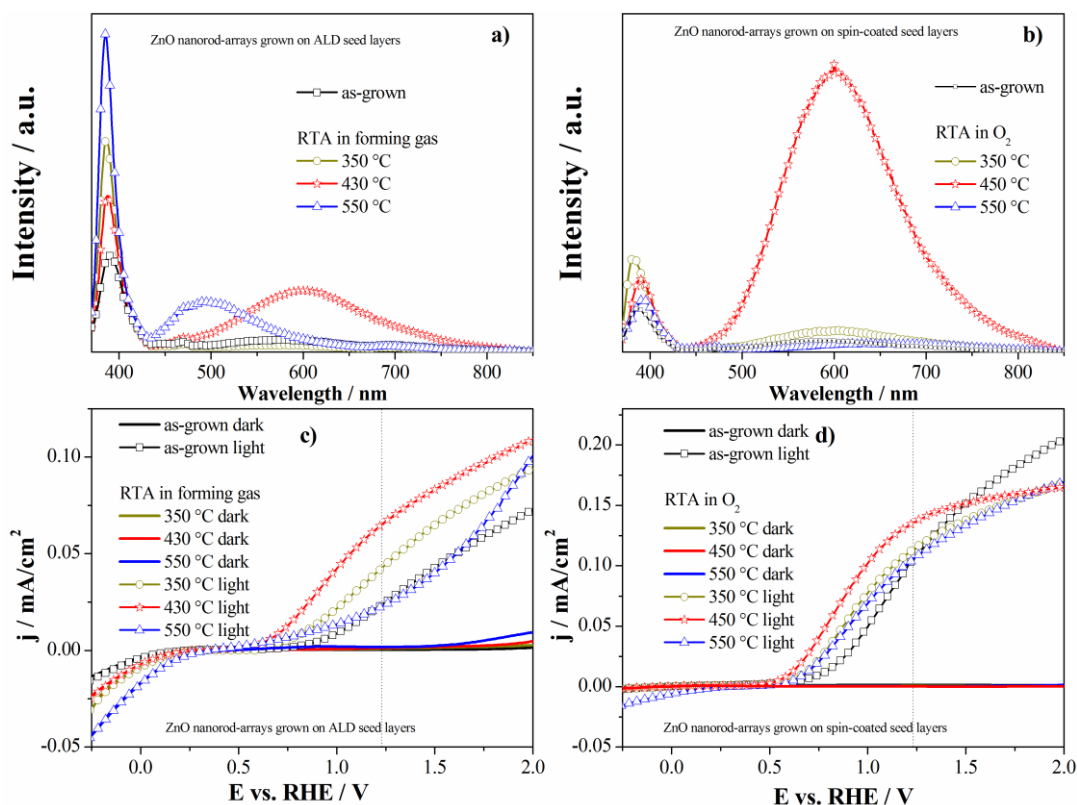 ZnO nanorod-arrays grown on ALD seed layers
a)
as-grown
RTA in forming gas
350 °C
430 °C
550 °C
Intensity / a.u.
400 500 600 700 800
Wavelength / nm
ZnO nanorod-arrays grown on spin-coated seed layers
b)
as-grown
RTA in O2
350 °C
450 °C
550 °C
Intensity / a.u.
400 500 600 700 800
Wavelength / nm
as-grown dark
as-grown light
c)
RTA in forming gas
350 °C dark
430 °C dark
550 °C dark
350 °C light
430 °C light
550 °C light
0.10
0.05
0.00
-0.05
j / mA/cm2
ZnO nanorod-arrays grown on ALD seed layers
0.0 0.5 1.0 1.5 2.0
E vs. RHE / V
as-grown dark
as-grown light
d)
RTA in O2
350 °C dark
450 °C dark
550 °C dark
350 °C light
450 °C light
550 °C light
0.20
0.15
0.10
0.05
0.00
-0.05
j / mA/cm2
ZnO nanorod-arrays grown on spin-coated seed layers
0.0 0.5 1.0 1.5 2.0
E vs. RHE / V